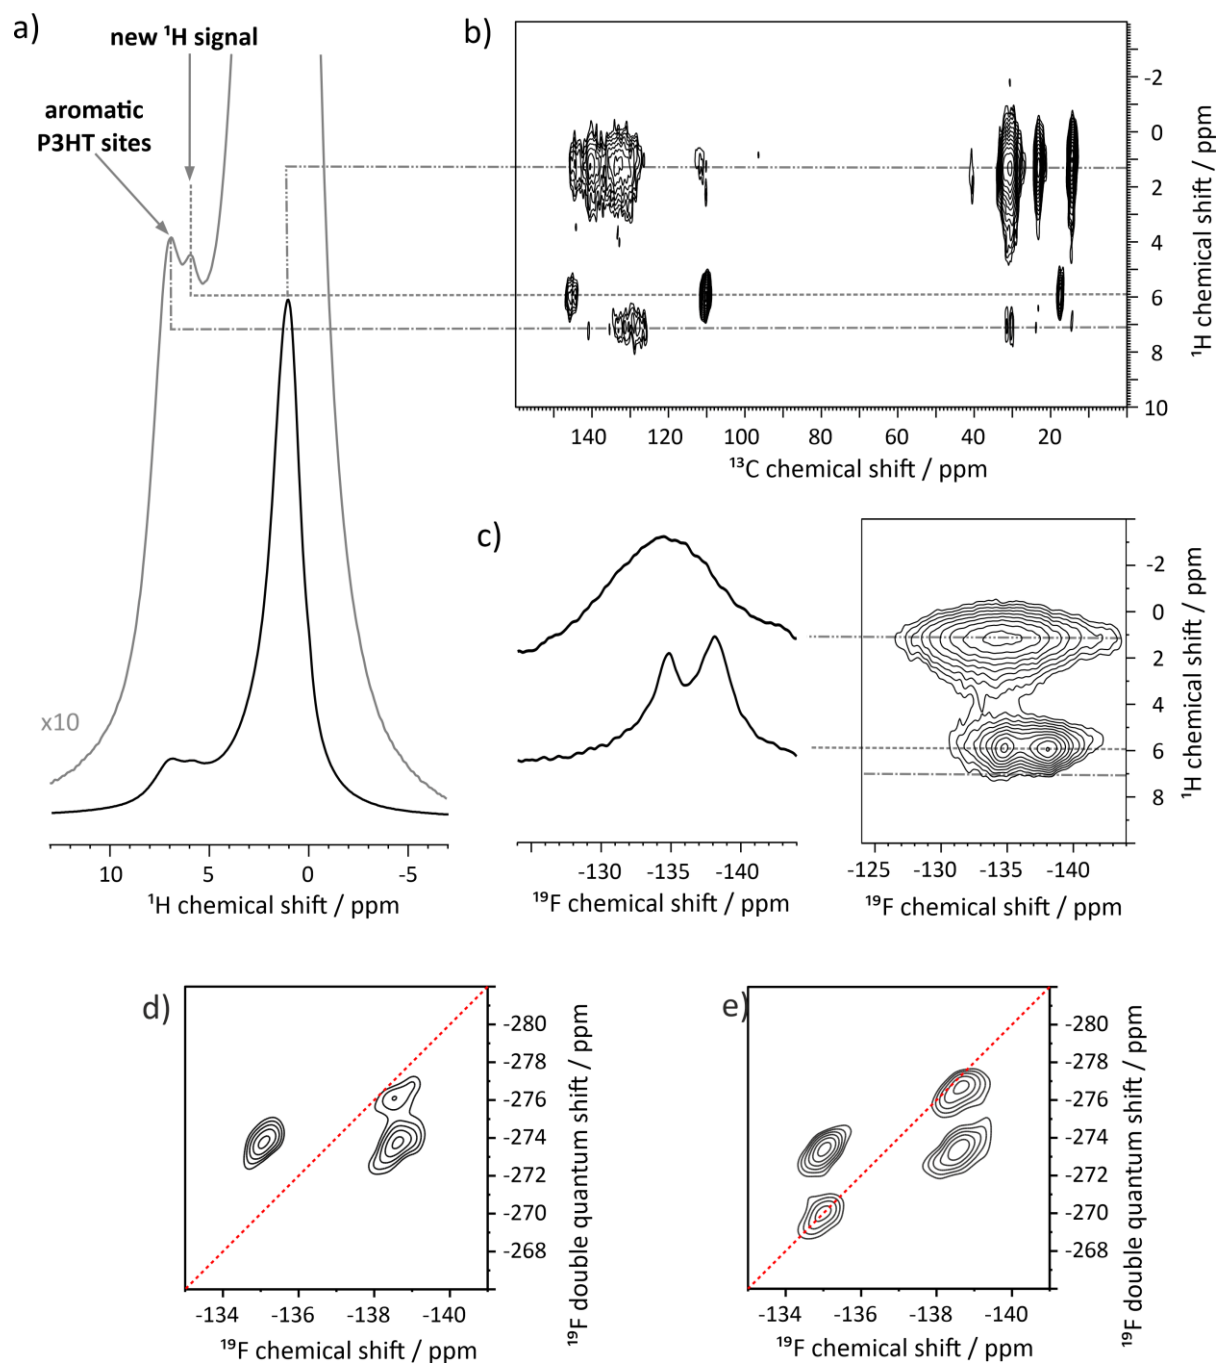 a)
new ¹H signal
aromatic
P3HT sites
x10
10 5 0 -5
¹H chemical shift / ppm
b)
-2
0
2
4
6
8
10
¹H chemical shift / ppm
140 120 100 80 60 40 20
¹³C chemical shift / ppm
c)
-130 -135 -140
¹⁹F chemical shift / ppm
-2
0
2
4
6
8
¹H chemical shift / ppm
-125 -130 -135 -140
¹⁹F chemical shift / ppm
d)
-280
-278
-276
-274
-272
-270
-268
¹⁹F double quantum shift / ppm
-134 -136 -138 -140
¹⁹F chemical shift / ppm
e)
-280
-278
-276
-274
-272
-270
-268
¹⁹F double quantum shift / ppm
-134 -136 -138 -140
¹⁹F chemical shift / ppm